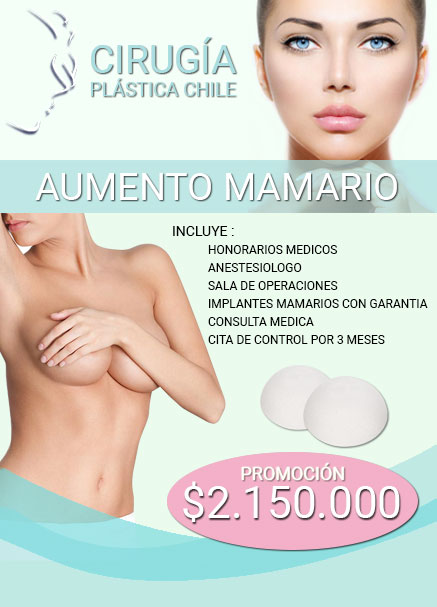 CIRUGÍA
PLÁSTICA CHILE
AUMENTO MAMARIO
INCLUYE :
HONORARIOS MEDICOS
ANESTESIOLOGO
SALA DE OPERACIONES
IMPLANTES MAMARIOS CON GARANTIA
CONSULTA MEDICA
CITA DE CONTROL POR 3 MESES
PROMOCIÓN
$2.150.000